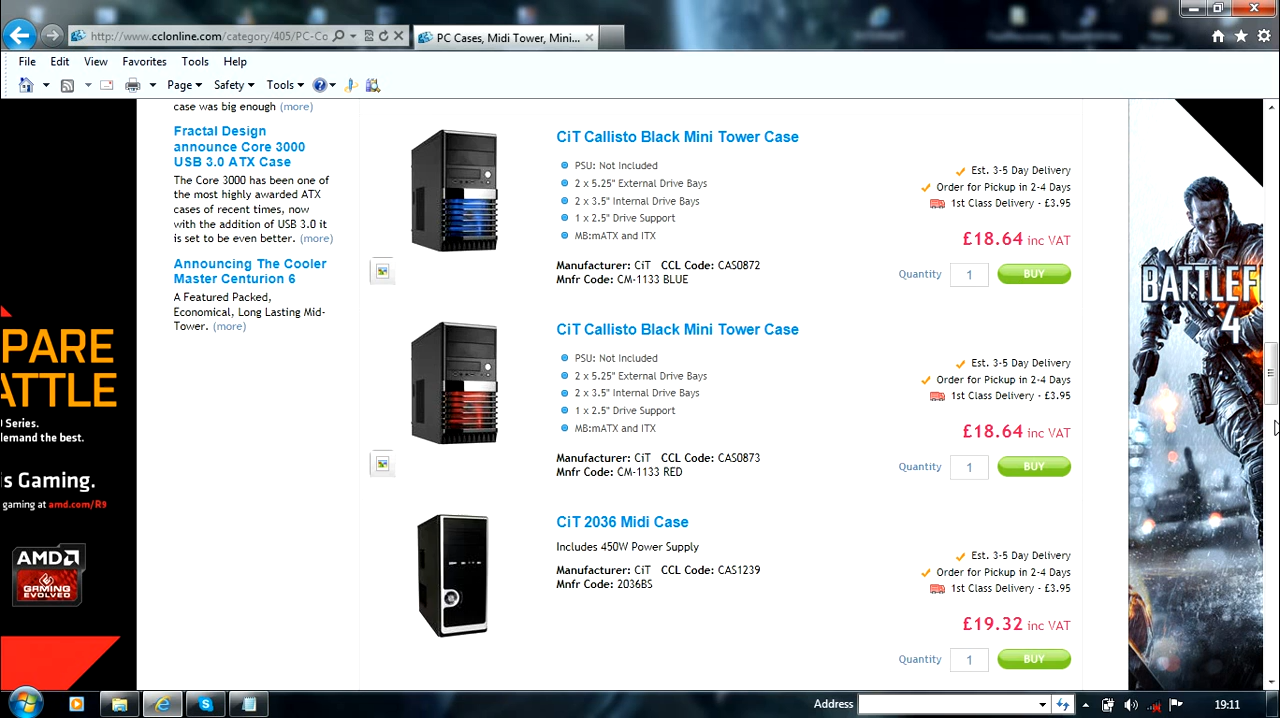 http://www.cclonline.com/category/405/PC-Co
PC Cases, Midi Tower, Mini...
File Edit View Favorites Tools Help
Page Safety Tools
case was big enough (more)
Fractal Design
announce Core 3000
USB 3.0 ATX Case
The Core 3000 has been one of
the most highly awarded ATX
cases of recent times, now
with the addition of USB 3.0 it
is set to be even better. (more)
Announcing The Cooler
Master Centurion 6
A Featured Packed,
Economical, Long Lasting Mid-
Tower. (more)
CiT Callisto Black Mini Tower Case
PSU: Not Included
2 x 5.25" External Drive Bays
2 x 3.5" Internal Drive Bays
1 x 2.5" Drive Support
MB:mATX and ITX
Manufacturer: CiT CCL Code: CAS0872
Mnfr Code: CM-1133 BLUE
Est. 3-5 Day Delivery
Order for Pickup in 2-4 Days
1st Class Delivery - £3.95
£18.64 inc VAT
Quantity 1 BUY
CiT Callisto Black Mini Tower Case
PSU: Not Included
2 x 5.25" External Drive Bays
2 x 3.5" Internal Drive Bays
1 x 2.5" Drive Support
MB:mATX and ITX
Manufacturer: CiT CCL Code: CAS0873
Mnfr Code: CM-1133 RED
Est. 3-5 Day Delivery
Order for Pickup in 2-4 Days
1st Class Delivery - £3.95
£18.64 inc VAT
Quantity 1 BUY
CiT 2036 Midi Case
Includes 450W Power Supply
Manufacturer: CiT CCL Code: CAS1239
Mnfr Code: 2036BS
Est. 3-5 Day Delivery
Order for Pickup in 2-4 Days
1st Class Delivery - £3.95
£19.32 inc VAT
Quantity 1 BUY
PARE
ATTLE
Series.
demand the best.
is Gaming.
gaming at amd.com/R9
AMD
GAMING
EVOLVED
BATTLEF
4
Address
19:11